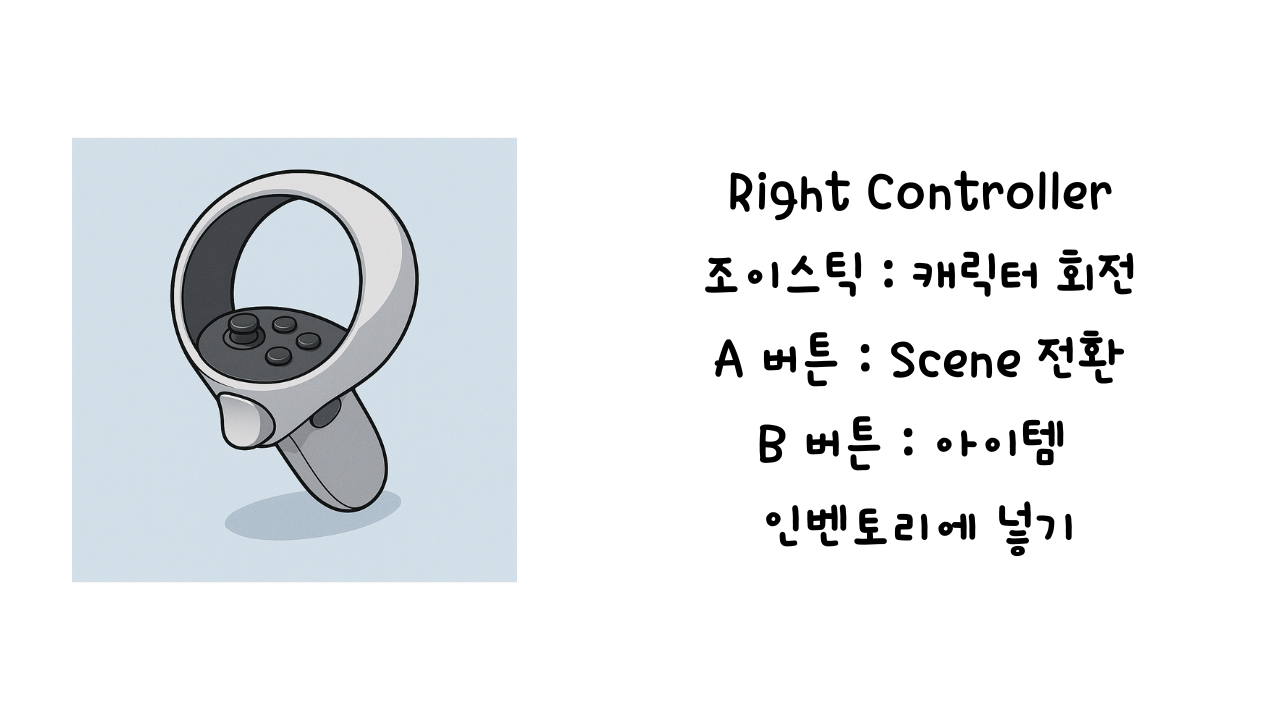 Right Controller
조이스틱 : 캐릭터 회전
A 버튼 : Scene 전환
B 버튼 : 아이템
인벤토리에 넣기